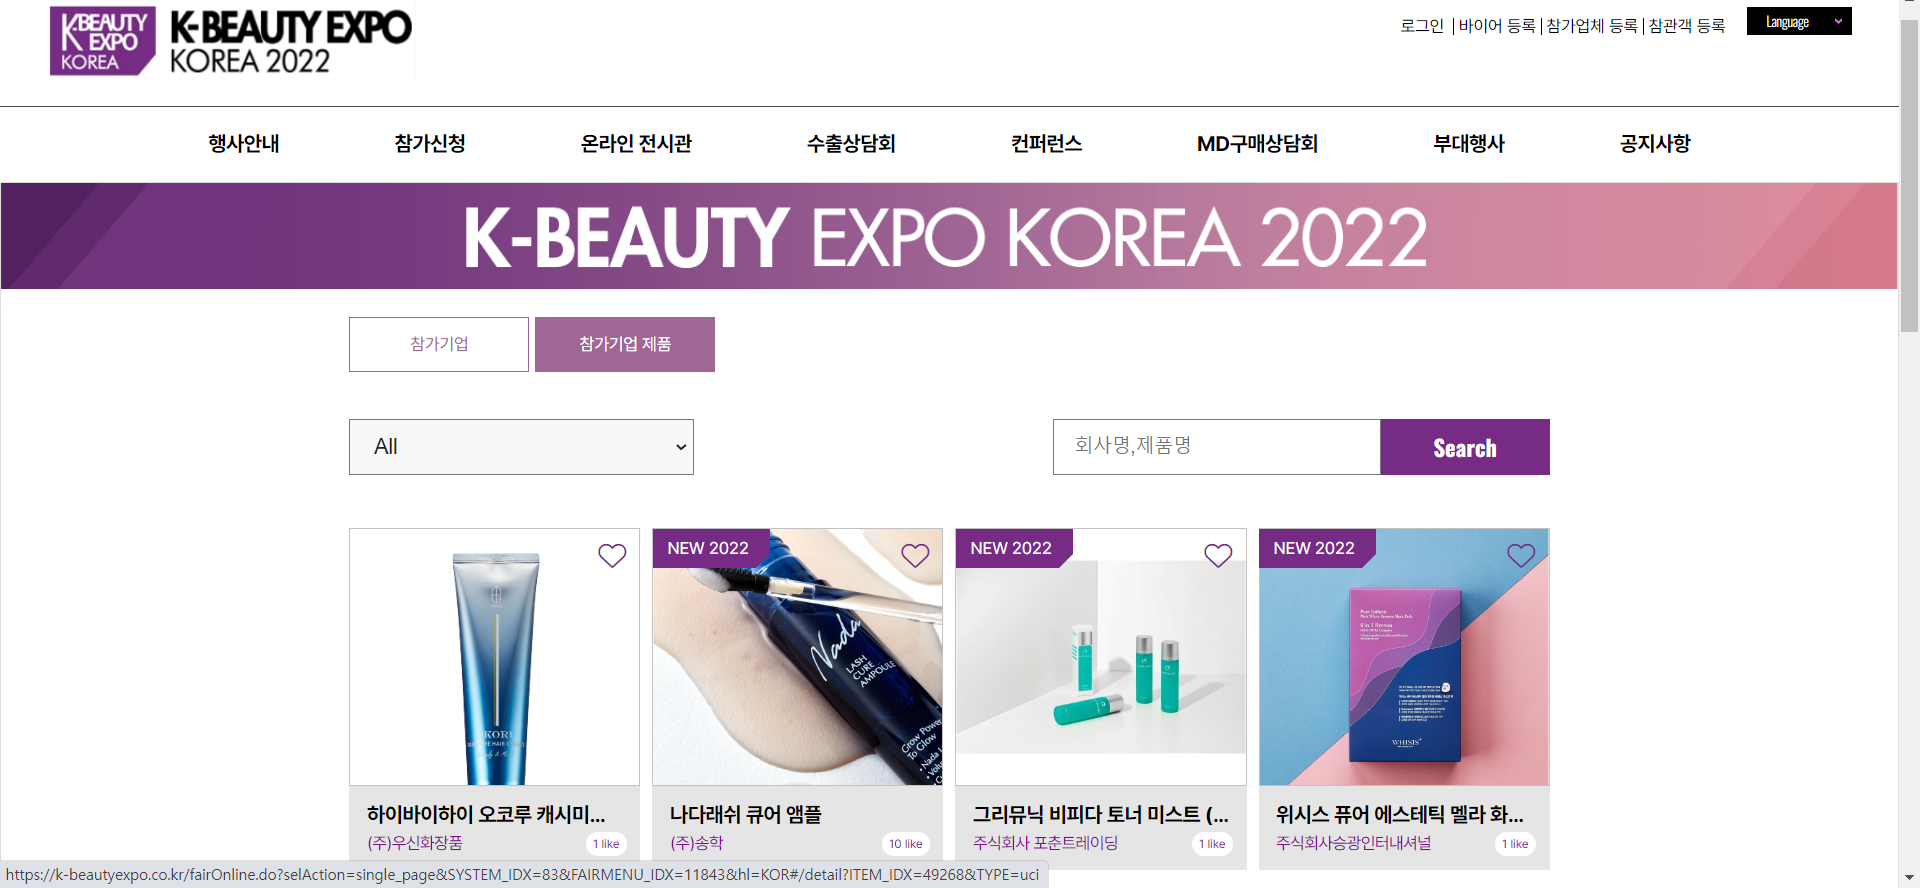 K-BEAUTY EXPO KOREA
K-BEAUTY EXPO
KOREA 2022
로그인 | 바이어 등록 | 참가업체 등록 | 참관객 등록
Language
행사안내 참가신청 온라인 전시관 수출상담회 컨퍼런스 MD구매상담회 부대행사 공지사항
K-BEAUTY EXPO KOREA 2022
참가기업 참가기업 제품
All
회사명,제품명 Search
NEW 2022
NEW 2022
NEW 2022
Nada
LASH
CURE
AMPOULE
Grow Power
To Glow
WHISIS
하이바이하이 오코루 캐시미...
(주)우신화장품 1 like
나다래쉬 큐어 앰플
(주)송학 10 like
그리뮤닉 비피다 토너 미스트 (...
주식회사 포춘트레이딩 1 like
위시스 퓨어 에스테틱 멜라 화...
주식회사승광인터내셔널 1 like
https://k-beautyexpo.co.kr/fairOnline.do?selAction=single_page&SYSTEM_IDX=83&FAIRMENU_IDX=11843&hl=KOR#/detail?ITEM_IDX=49268&TYPE=uci